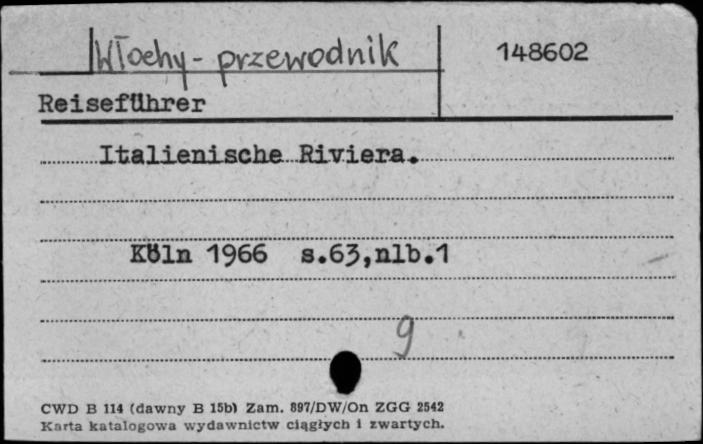 Włochy - przewodnik
148602
Reiseführer
Italienische Riviera.
Köln 1966 s.63,nlb.1
9
CWD B 114 (dawny B 15b) Zam. 897/DW/On ZGG 2542
Karta katalogowa wydawnictw ciągłych i zwartych.